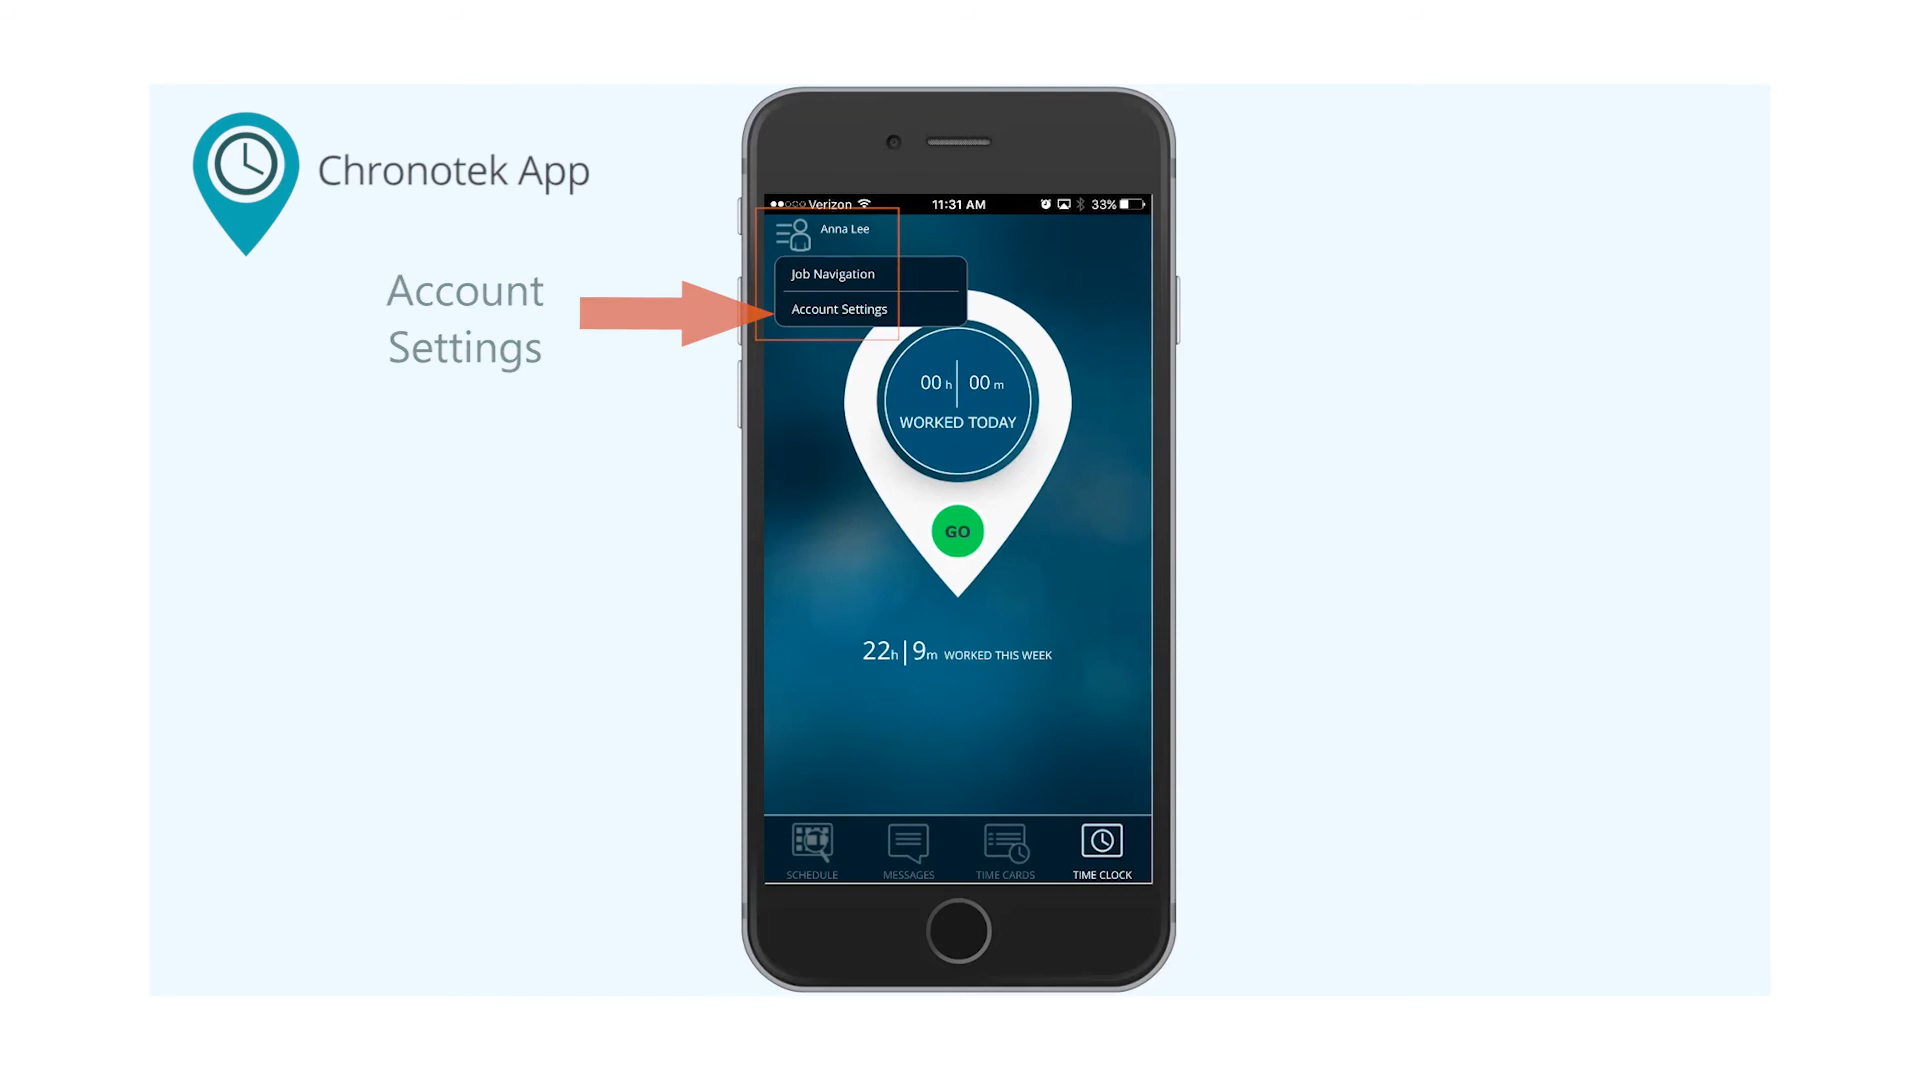 Chronotek App
Account
Settings
Verizon 11:31 AM 33%
Anna Lee
Job Navigation
Account Settings
00 h 00 m
WORKED TODAY
GO
22h 9m WORKED THIS WEEK
SCHEDULE MESSAGES TIME CARDS TIME CLOCK